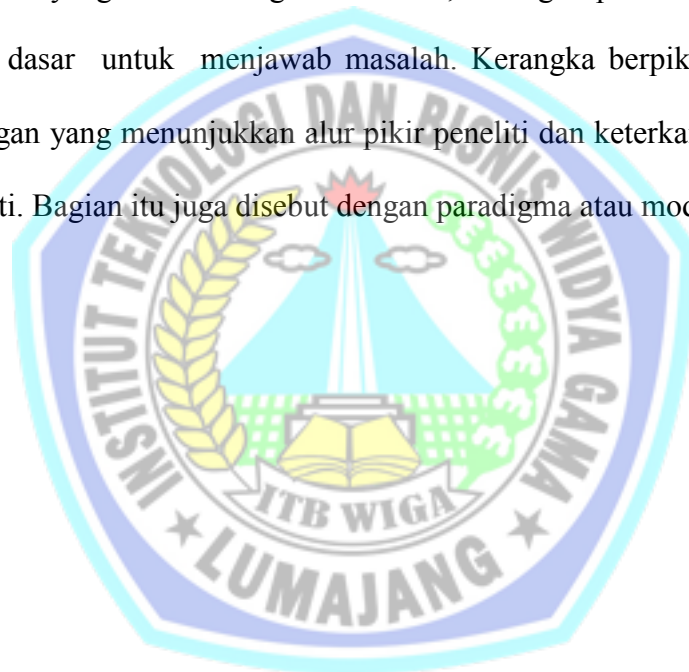 dasar untuk menjawab masalah. Kerangka berpik
gan yang menunjukkan alur pikir peneliti dan keterka
ti. Bagian itu juga disebut dengan paradigma atau mod
INSTITUT TEKNOLOGI DAN BISNIS WIDYA GAMA
ITB WIGA
LUMAJANG